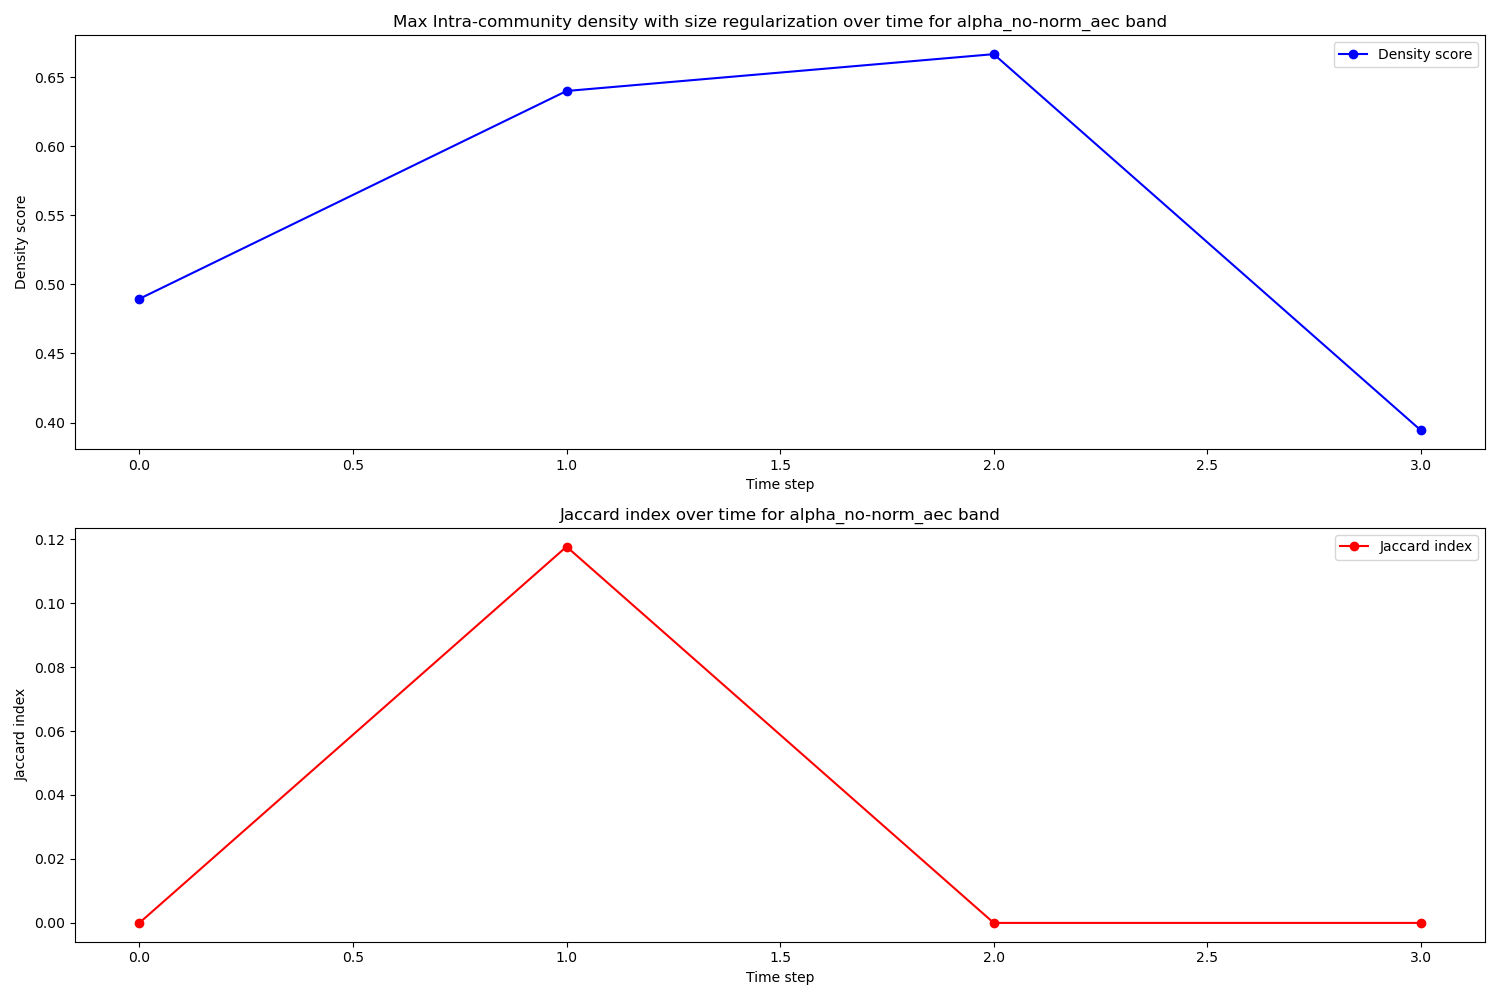 Max Intra-community density with size regularization over time for alpha_no-norm_aec band
Density score
0.65
0.60
0.55
0.50
0.45
0.40
Density score
0.0 0.5 1.0 1.5 2.0 2.5 3.0
Time step
Jaccard index over time for alpha_no-norm_aec band
Jaccard index
0.12
0.10
0.08
0.06
0.04
0.02
0.00
Jaccard index
0.0 0.5 1.0 1.5 2.0 2.5 3.0
Time step